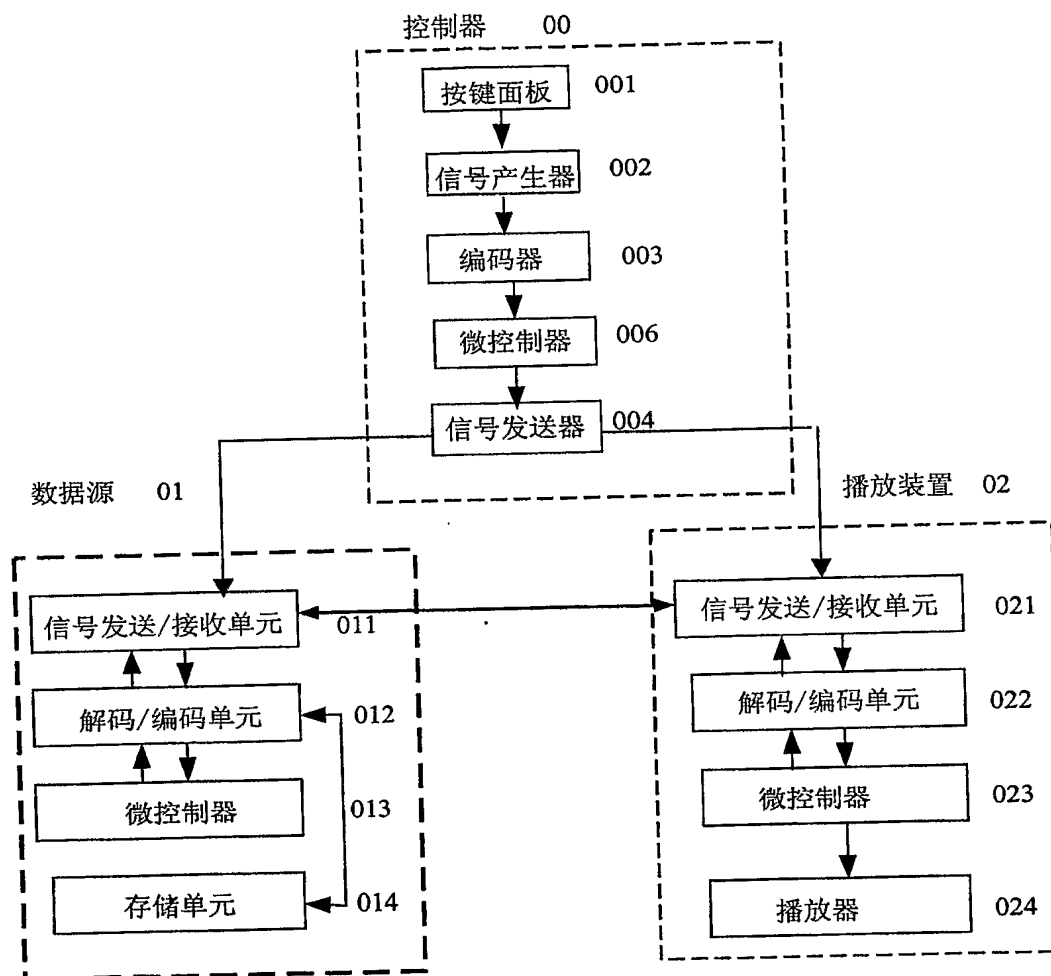 控制器 00
按键面板 001
信号产生器 002
编码器 003
微控制器 006
信号发送器 004
数据源 01
信号发送/接收单元 011
解码/编码单元 012
微控制器 013
存储单元 014
播放装置 02
信号发送/接收单元 021
解码/编码单元 022
微控制器 023
播放器 024